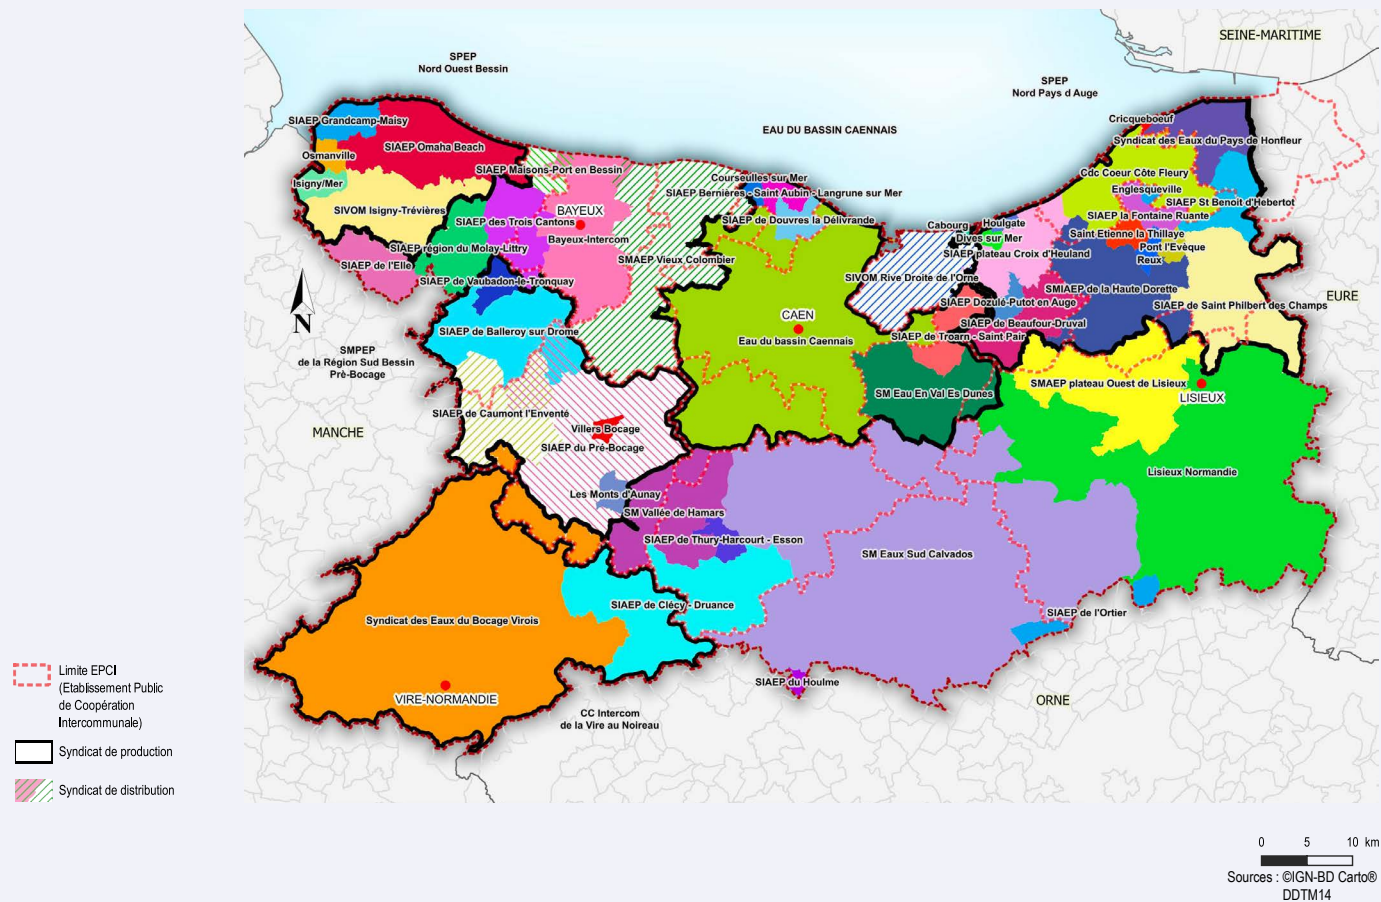 SEINE-MARITIME
SPEP
Nord Ouest Bessin
SPEP
Nord Pays d Auge
EAU DU BASSIN CAENNAIS
SIAEP Grandcamp-Maisy
Cricqueboeuf
SIAEP Omaha Beach
Syndicat des Eaux du Pays de Honfleur
Osmanville
SIAEP Maisons-Port en Bessin
Cdc Coeur Côte Fleury
Isigny/Mer
Courseulles sur Mer
Englesqueville
SIAEP Bernières - Saint Aubin - Langrune sur Mer
SIAEP St Benoit d'Hebertot
SIVOM Isigny-Trévières
BAYEUX
SIAEP la Fontaine Ruante
SIAEP des Trois Cantons
SIAEP de Douvres la Délivrande
Cabourg
Houlgate
Saint Etienne la Thillaye
Bayeux-Intercom
Dives sur Mer
SIAEP région du Molay-Littry
Pont l'Evèque
SIAEP plateau Croix d'Heuland
SMAEP Vieux Colombier
Reux
SIAEP de l'Elle
SIVOM Rive Droite de l'Orne
SIAEP de Vaubadon-le-Tronquay
SMIAEP de la Haute Dorette
EURE
SIAEP Dozulé-Putot en Auge
SIAEP de Saint Philbert des Champs
N
CAEN
SIAEP de Beaufour-Druval
SIAEP de Balleroy sur Drome
SIAEP de Troarn - Saint Pair
Eau du bassin Caennais
SMPEP
de la Région Sud Bessin
Pré-Bocage
SMAEP plateau Ouest de Lisieux
SM Eau En Val Es Dunes
LISIEUX
SIAEP de Caumont l'Enventé
MANCHE
Villers Bocage
SIAEP du Pré-Bocage
Lisieux Normandie
Les Monts d'Aunay
SM Vallée de Hamars
SIAEP de Thury-Harcourt - Esson
SM Eaux Sud Calvados
SIAEP de Clécy - Druance
SIAEP de l'Ortier
Syndicat des Eaux du Bocage Virois
SIAEP du Houlme
VIRE-NORMANDIE
ORNE
CC Intercom
de la Vire au Noireau
Limite EPCI
(Etablissement Public
de Coopération
Intercommunale)
Syndicat de production
Syndicat de distribution
0 5 10 km
Sources : ©IGN-BD Carto®
DDTM14